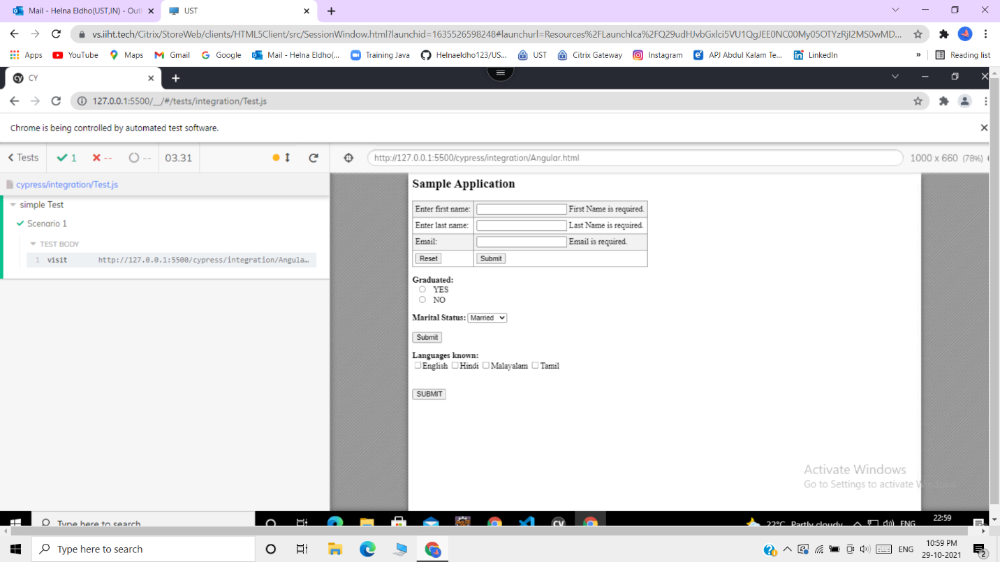 Mail - Helna Eldho(UST,IN) - Outl
UST
vs.iiht.tech/Citrix/StoreWeb/clients/HTML5Client/src/SessionWindow.html?launchid=1635526598248#launchurl=Resources%2FLaunchIca%2FQ29udHJvbGxlci5VU1QgJEE0NC00My05OTYzRjI2MS0wMD...
Apps YouTube Maps Gmail Google Mail - Helna Eldho(... Training Java Helnaeldho123/US... UST Citrix Gateway Instagram APJ Abdul Kalam Te... LinkedIn » Reading list
CY
127.0.0.1:5500/__/#/tests/integration/Test.js
Chrome is being controlled by automated test software.
Tests 1 -- -- 03.31 http://127.0.0.1:5500/cypress/integration/Angular.html 1000 x 660 (78%)
cypress/integration/Test.js
simple Test
Scenario 1
TEST BODY
1 visit http://127.0.0.1:5500/cypress/integration/Angula...
Sample Application
Enter first name: First Name is required.
Enter last name: Last Name is required.
Email: Email is required.
Reset Submit
Graduated:
YES
NO
Marital Status: Married
Submit
Languages known:
English Hindi Malayalam Tamil
SUBMIT
Activate Windows
Go to Settings to activate Windows.
Type here to search 22°C Partly cloudy ENG 22:59
Type here to search ENG 10:59 PM
29-10-2021
2